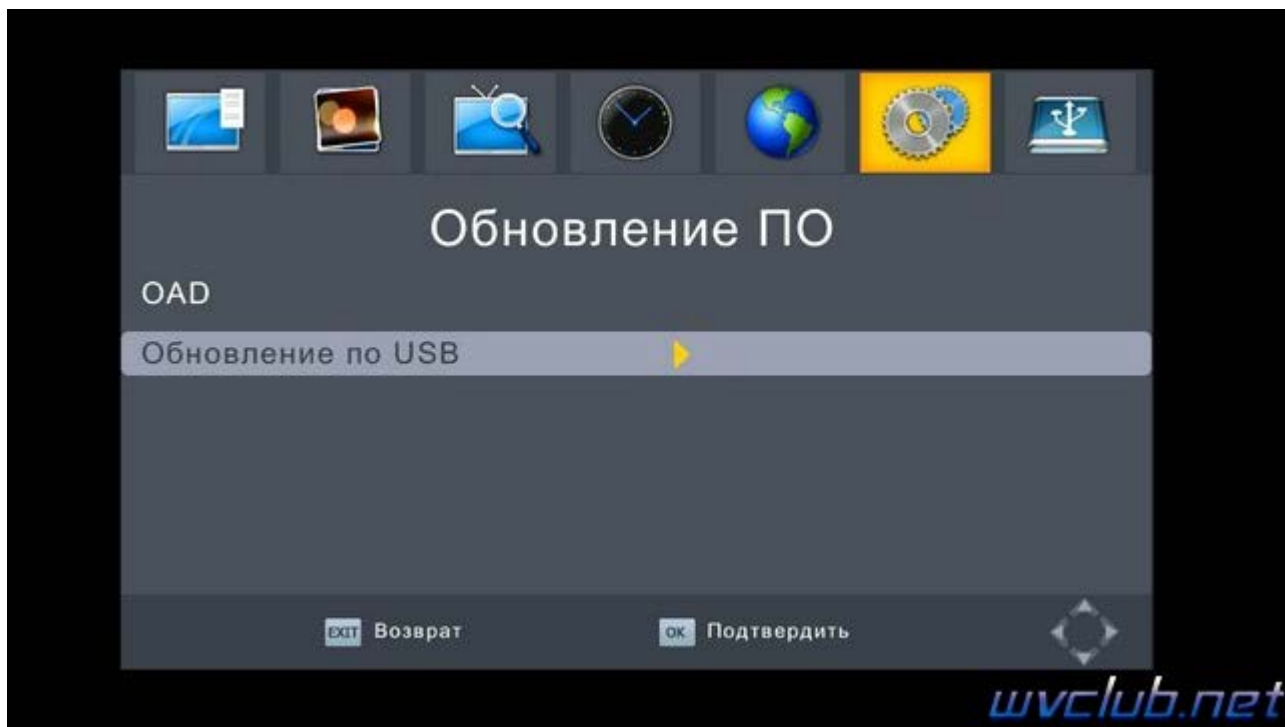 Обновление ПО
OAD
Обновление по USB
EXIT Возврат
OK Подтвердить
wvclub.net